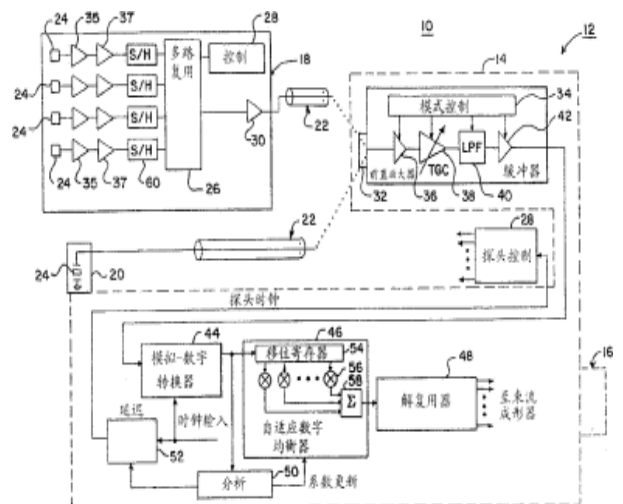 24 35 37 28 10 12
S/H 多路复用 控制 18 14
24 S/H
30 22 模式控制 34 42
24 S/H
LPF
24 S/H 前置放大器 TGC 缓冲器
35 37 60 26 32 36 38 40
22 28
探头控制
24 20
探头时钟
44 46 16
模拟-数字转换器 移位寄存器 54 48
56
58 解复用器 至束流成形器
Σ
延迟 时钟输入 自适应数字均衡器
52
50
分析 系数更新